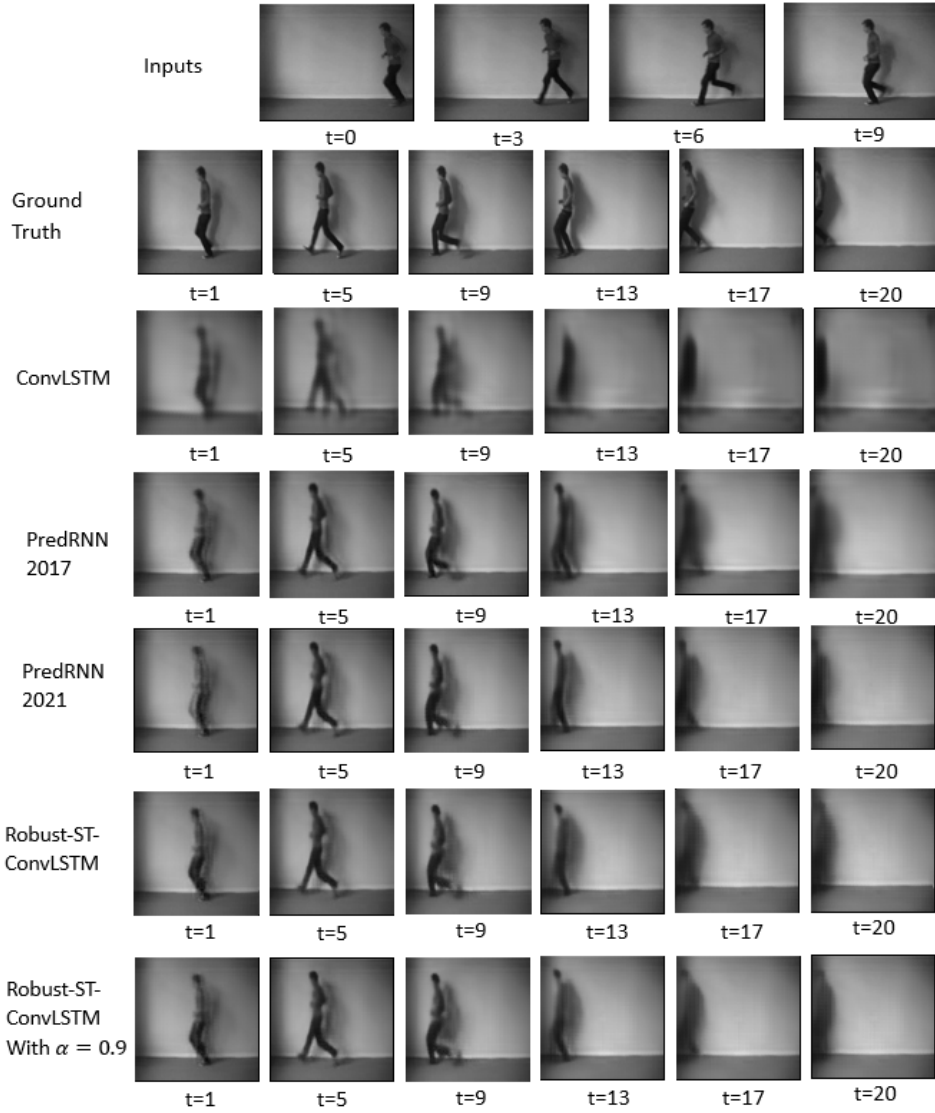 Inputs
t=0 t=3 t=6 t=9
Ground
Truth
t=1 t=5 t=9 t=13 t=17 t=20
ConvLSTM
t=1 t=5 t=9 t=13 t=17 t=20
PredRNN
2017
t=1 t=5 t=9 t=13 t=17 t=20
PredRNN
2021
t=1 t=5 t=9 t=13 t=17 t=20
Robust-ST-
ConvLSTM
t=1 t=5 t=9 t=13 t=17 t=20
Robust-ST-
ConvLSTM
With α = 0.9
t=1 t=5 t=9 t=13 t=17 t=20